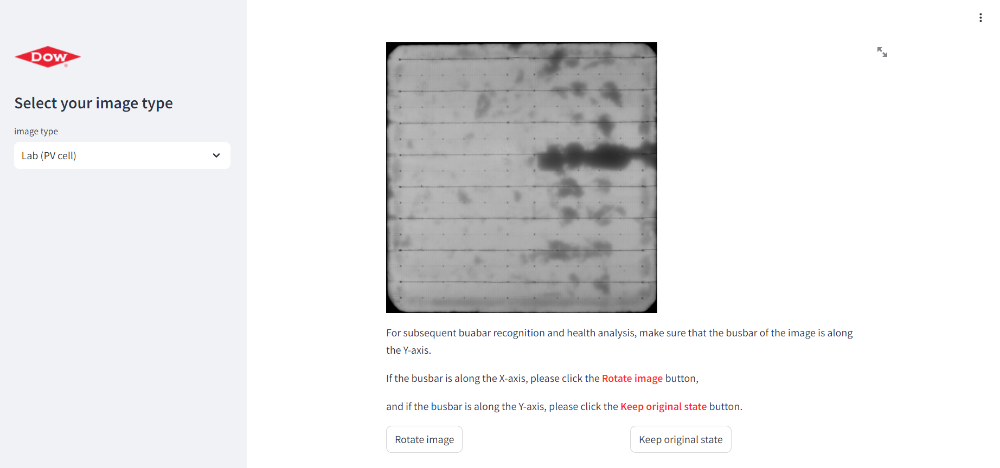 DOW
Select your image type
image type
Lab (PV cell)
For subsequent buabar recognition and health analysis, make sure that the busbar of the image is along
the Y-axis.
If the busbar is along the X-axis, please click the Rotate image button,
and if the busbar is along the Y-axis, please click the Keep original state button.
Rotate image
Keep original state